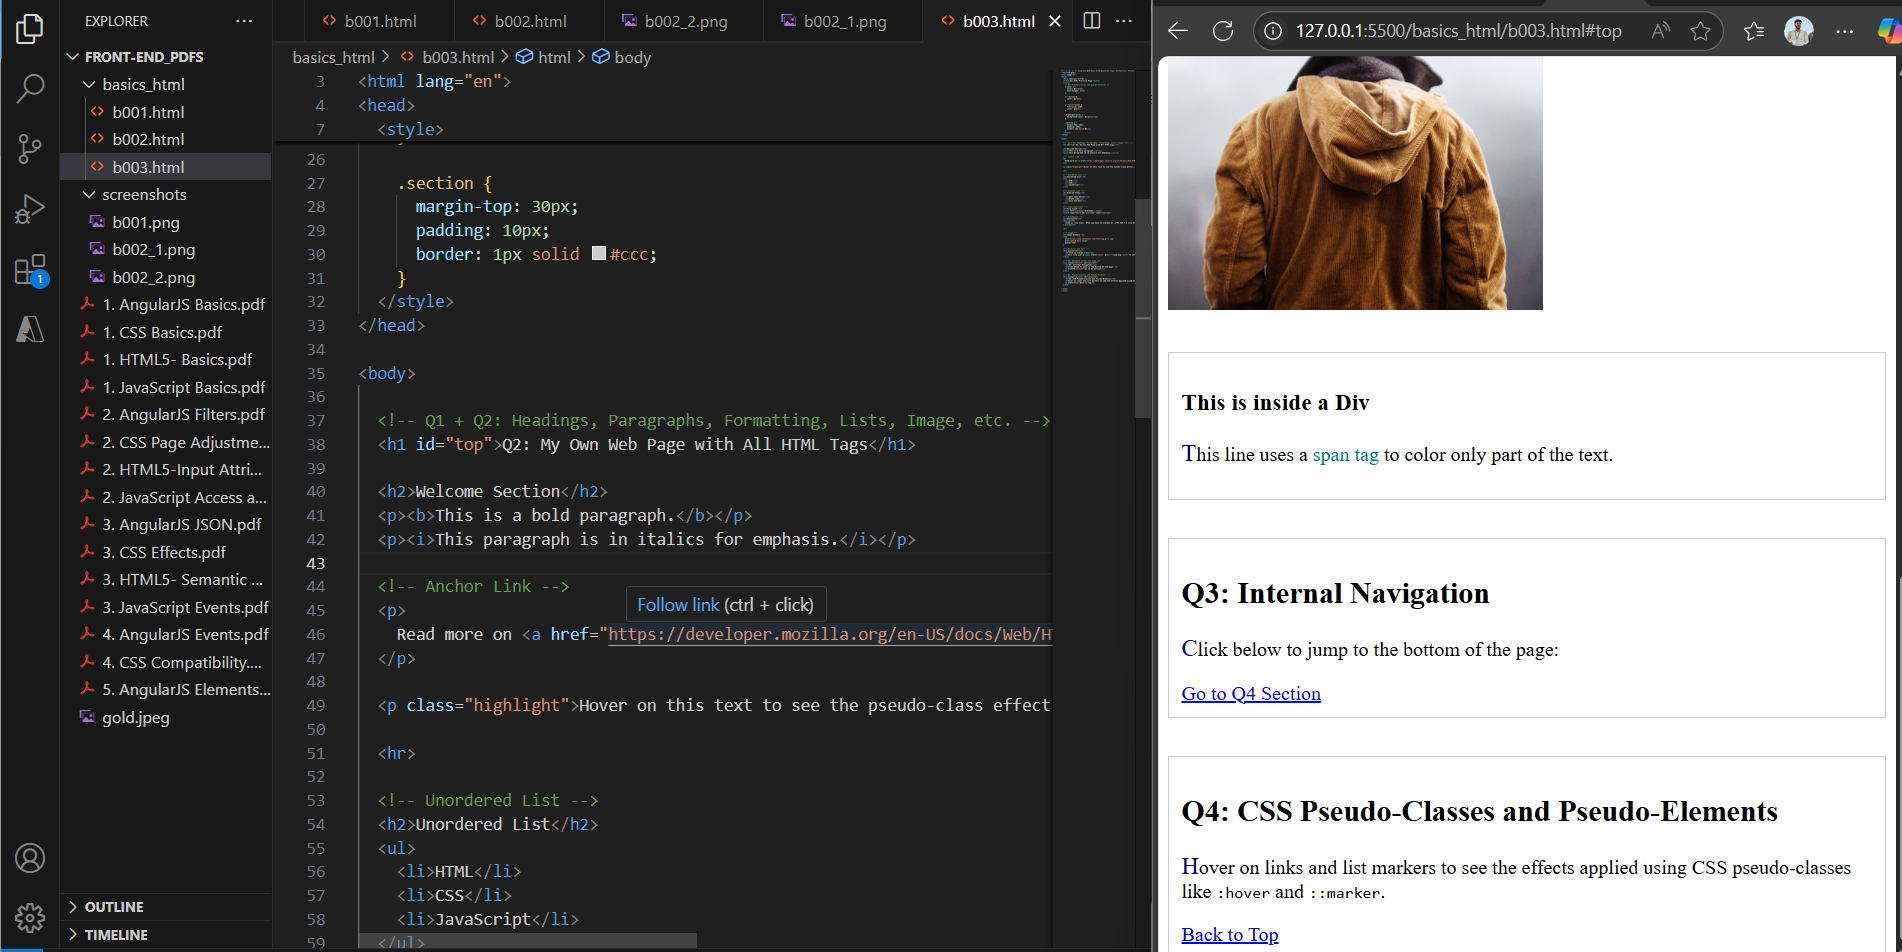 EXPLORER
FRONT-END_PDFS
basics_html
b001.html
b002.html
b003.html
screenshots
b001.png
b002_1.png
b002_2.png
1. AngularJS Basics.pdf
1. CSS Basics.pdf
1. HTML5- Basics.pdf
1. JavaScript Basics.pdf
2. AngularJS Filters.pdf
2. CSS Page Adjustme...
2. HTML5-Input Attri...
2. JavaScript Access a...
3. AngularJS JSON.pdf
3. CSS Effects.pdf
3. HTML5- Semantic ...
3. JavaScript Events.pdf
4. AngularJS Events.pdf
4. CSS Compatibility....
5. AngularJS Elements...
gold.jpeg
OUTLINE
TIMELINE
1
b001.html b002.html b002_2.png b002_1.png b003.html
basics_html > b003.html > html > body
3 <html lang="en">
4 <head>
7 <style>
26
27 .section {
28 margin-top: 30px;
29 padding: 10px;
30 border: 1px solid #ccc;
31 }
32 </style>
33 </head>
34
35 <body>
36
37 <!-- Q1 + Q2: Headings, Paragraphs, Formatting, Lists, Image, etc. -->
38 <h1 id="top">Q2: My Own Web Page with All HTML Tags</h1>
39
40 <h2>Welcome Section</h2>
41 <p><b>This is a bold paragraph.</b></p>
42 <p><i>This paragraph is in italics for emphasis.</i></p>
43
44 <!-- Anchor Link -->
Follow link (ctrl + click)
45 <p>
46 Read more on <a href="https://developer.mozilla.org/en-US/docs/Web/H
47 </p>
48
49 <p class="highlight">Hover on this text to see the pseudo-class effect
50
51 <hr>
52
53 <!-- Unordered List -->
54 <h2>Unordered List</h2>
55 <ul>
56 <li>HTML</li>
57 <li>CSS</li>
58 <li>JavaScript</li>
59 </ul>
127.0.0.1:5500/basics_html/b003.html#top
This is inside a Div
This line uses a span tag to color only part of the text.
Q3: Internal Navigation
Click below to jump to the bottom of the page:
Go to Q4 Section
Q4: CSS Pseudo-Classes and Pseudo-Elements
Hover on links and list markers to see the effects applied using CSS pseudo-classes
like :hover and ::marker.
Back to Top